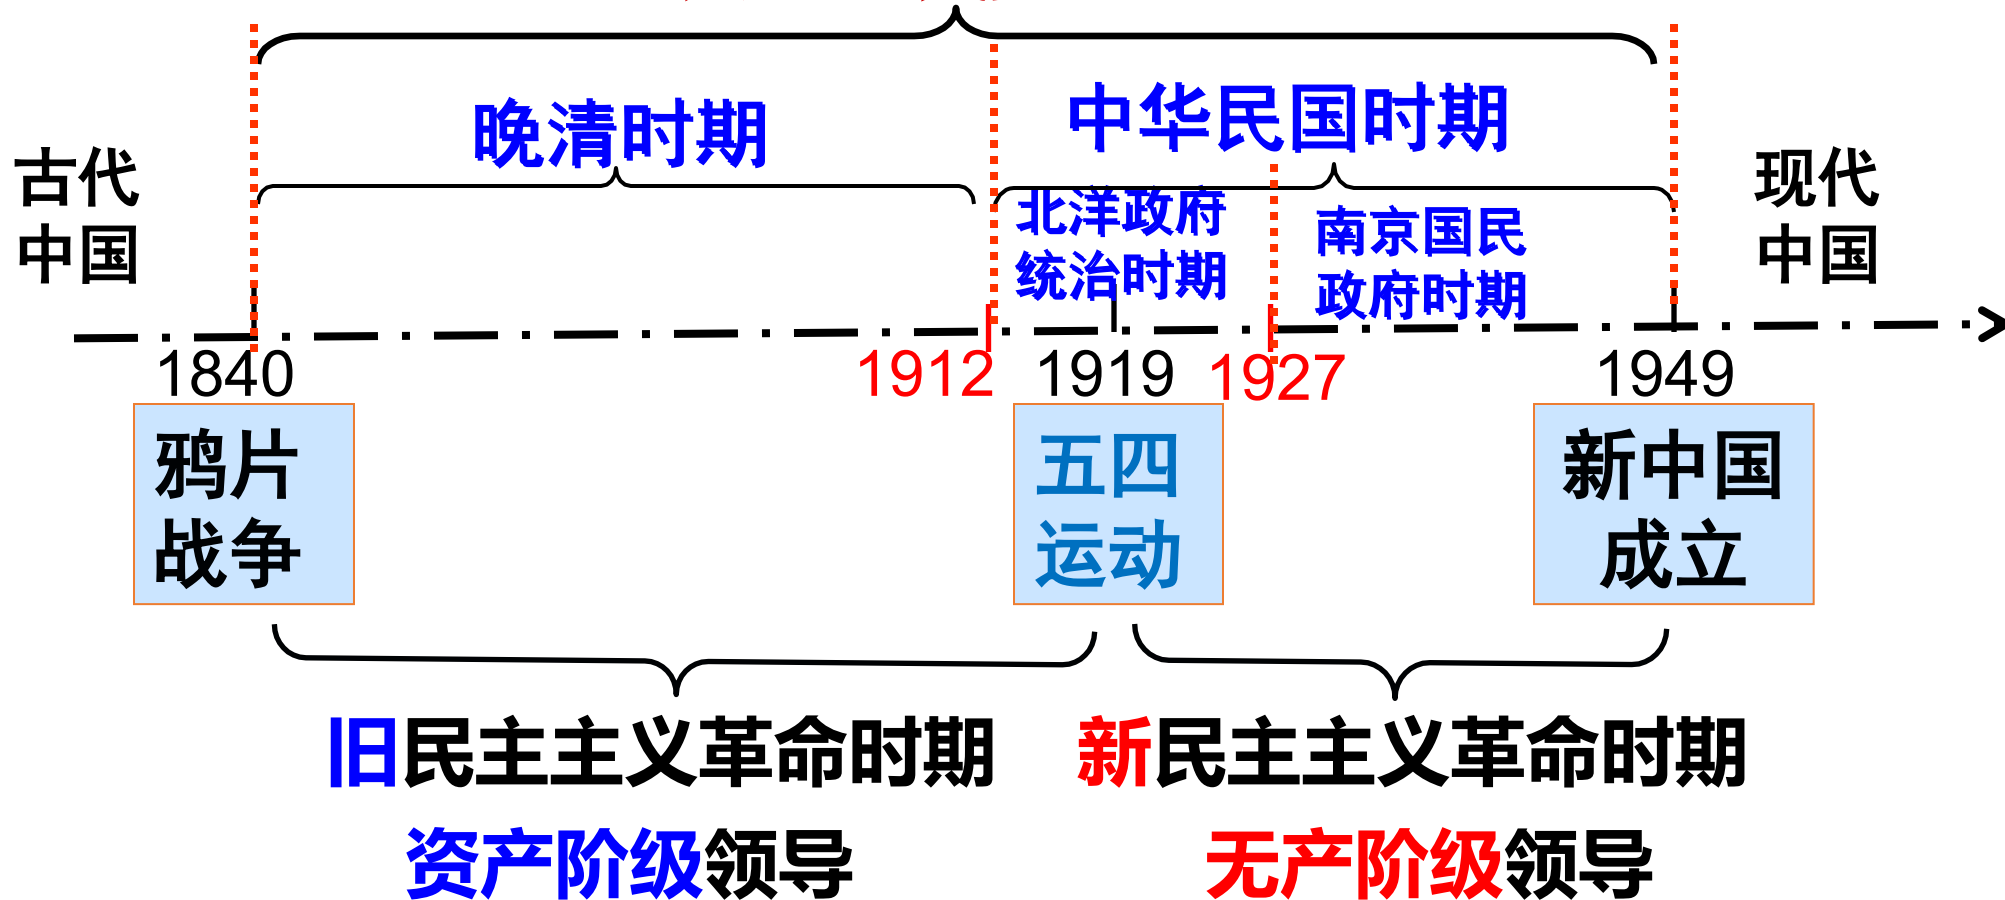 晚清时期
中华民国时期
古代
中国
北洋政府
统治时期
南京国民
政府时期
现代
中国
1840
1912
1919
1927
1949
鸦片
战争
五四
运动
新中国
成立
旧民主主义革命时期
新民主主义革命时期
资产阶级领导
无产阶级领导